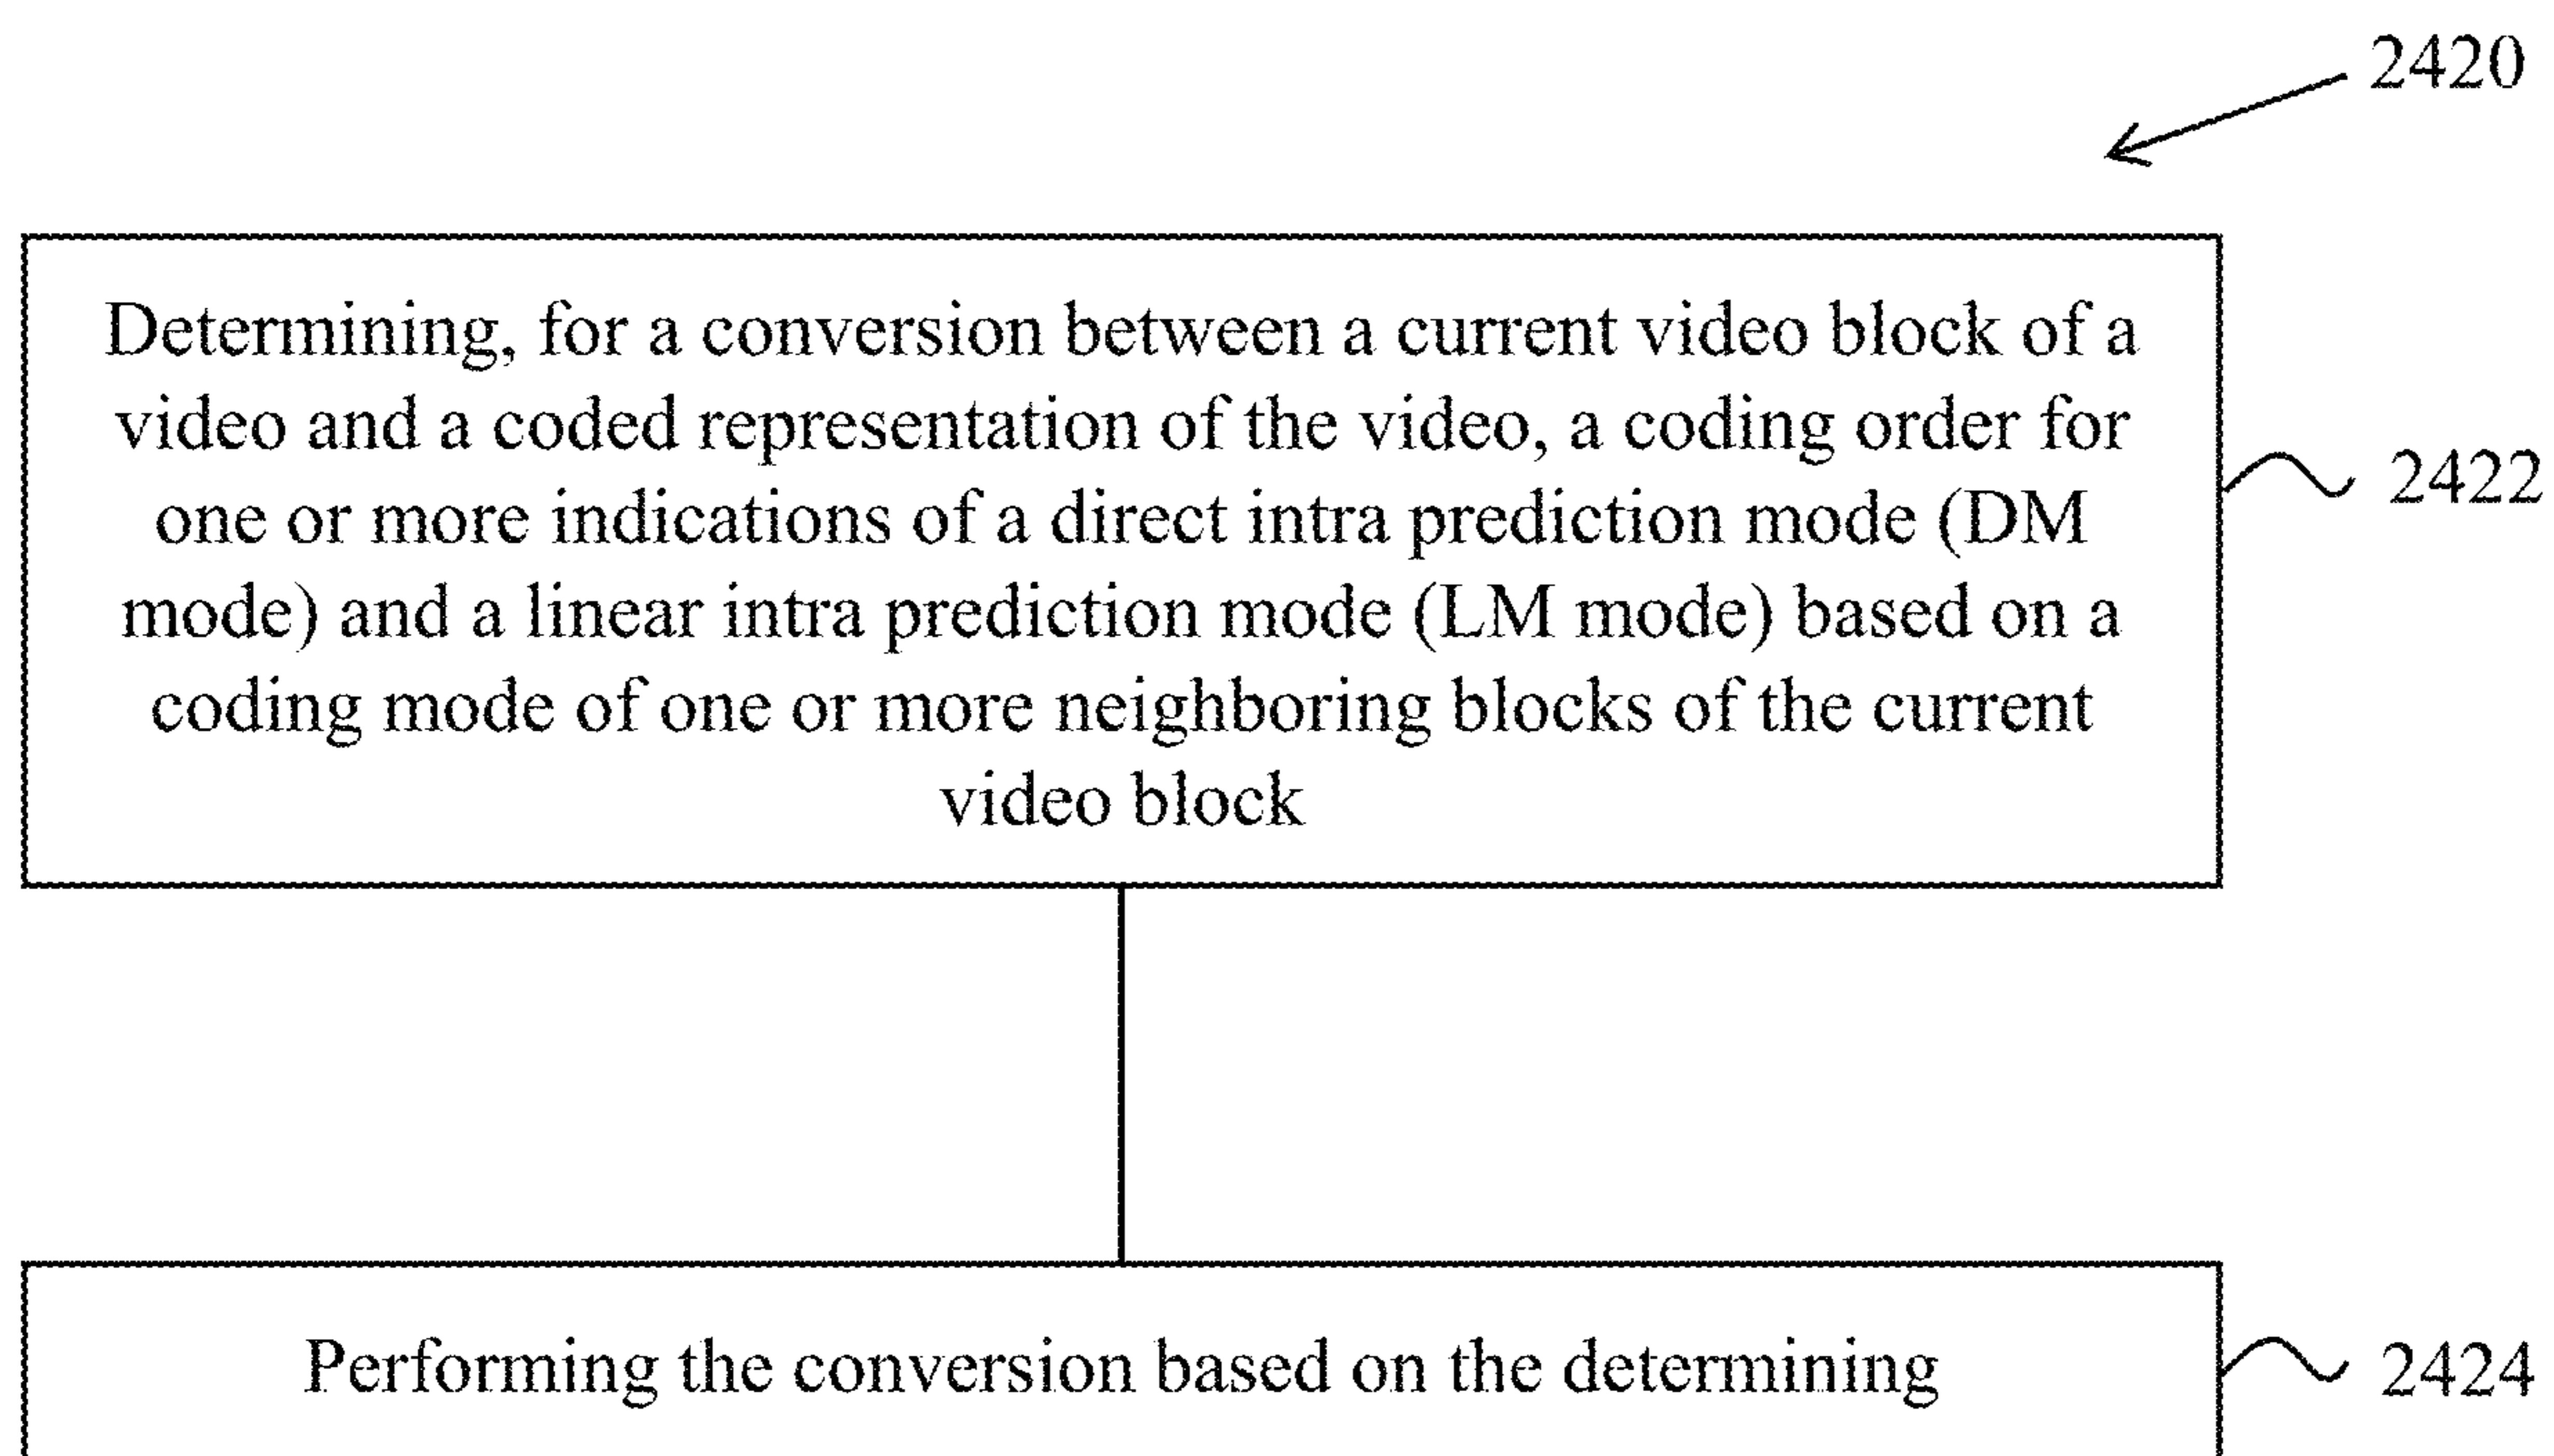 2420
Determining, for a conversion between a current video block of a
video and a coded representation of the video, a coding order for
one or more indications of a direct intra prediction mode (DM
mode) and a linear intra prediction mode (LM mode) based on a
coding mode of one or more neighboring blocks of the current
video block
2422
Performing the conversion based on the determining
2424